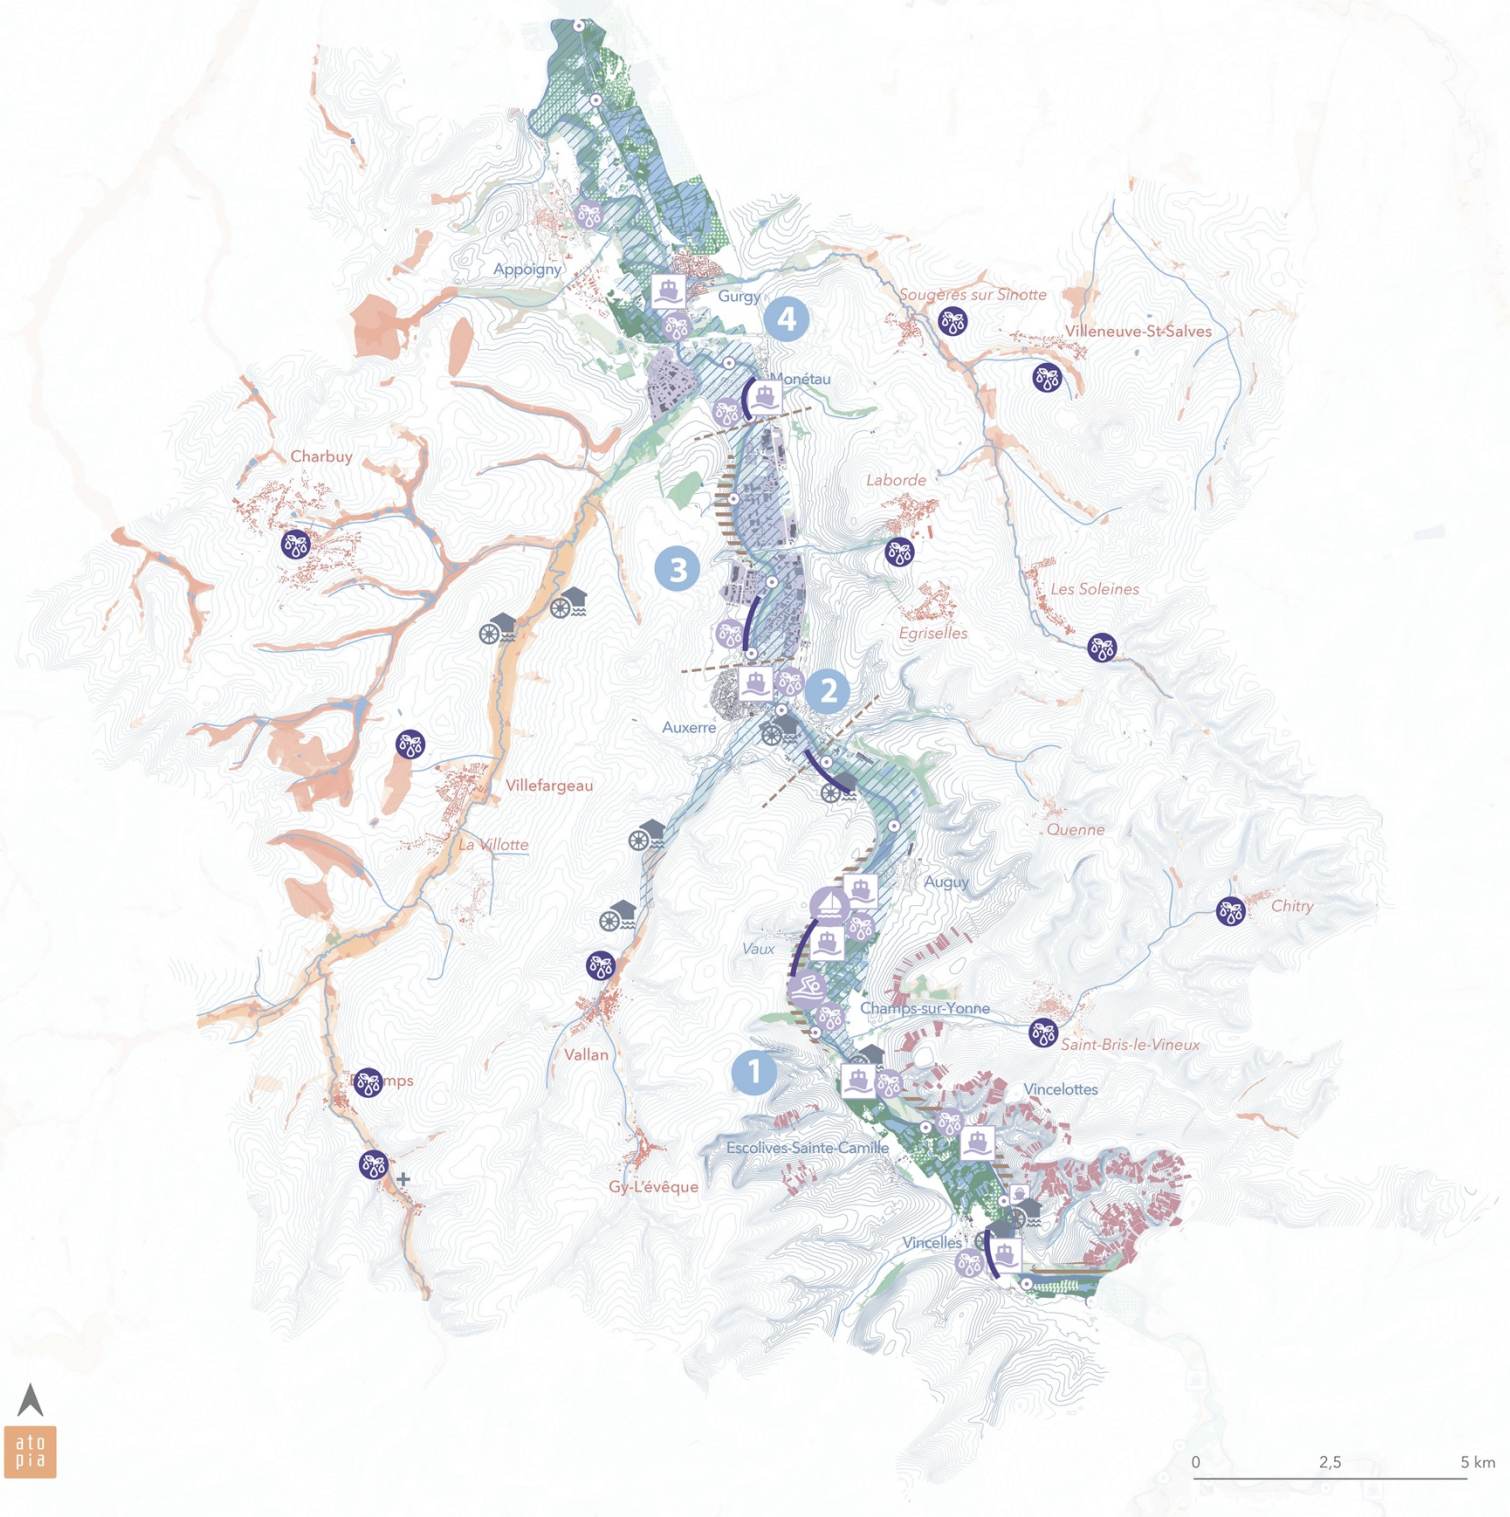 Appoigny
Gurgy
4
Sougères sur Sinotte
Villeneuve-St-Salves
Monétau
Charbuy
Laborde
3
Les Soleines
Egriselles
2
Auxerre
Villefargeau
La Villotte
Quenne
Auguy
Chitry
Vaux
Champs-sur-Yonne
Saint-Bris-le-Vineux
Vallan
1
Vincelottes
Escolives-Sainte-Camille
Gy-L'évêque
Vincelles
ato
pia
0 2,5 5 km